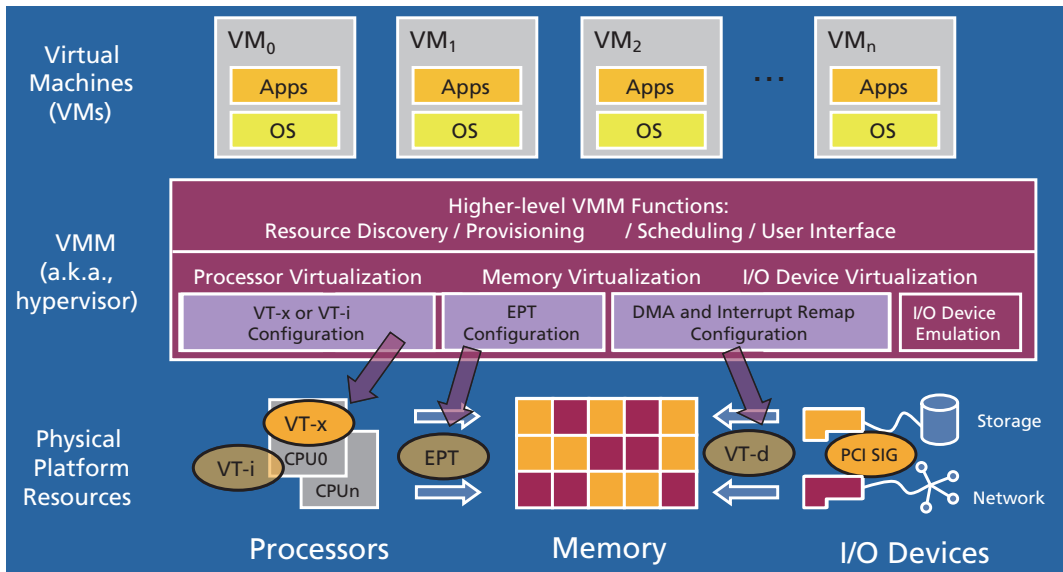 Virtual
Machines
(VMs)
VM0
Apps
OS
VM1
Apps
OS
VM2
Apps
OS
...
VMn
Apps
OS
VMM
(a.k.a.,
hypervisor)
Higher-level VMM Functions:
Resource Discovery / Provisioning / Scheduling / User Interface
Processor Virtualization
Memory Virtualization
I/O Device Virtualization
VT-x or VT-i
Configuration
EPT
Configuration
DMA and Interrupt Remap
Configuration
I/O Device
Emulation
Physical
Platform
Resources
VT-x
VT-i
CPU0
CPUn
EPT
VT-d
PCI SIG
Storage
Network
Processors
Memory
I/O Devices